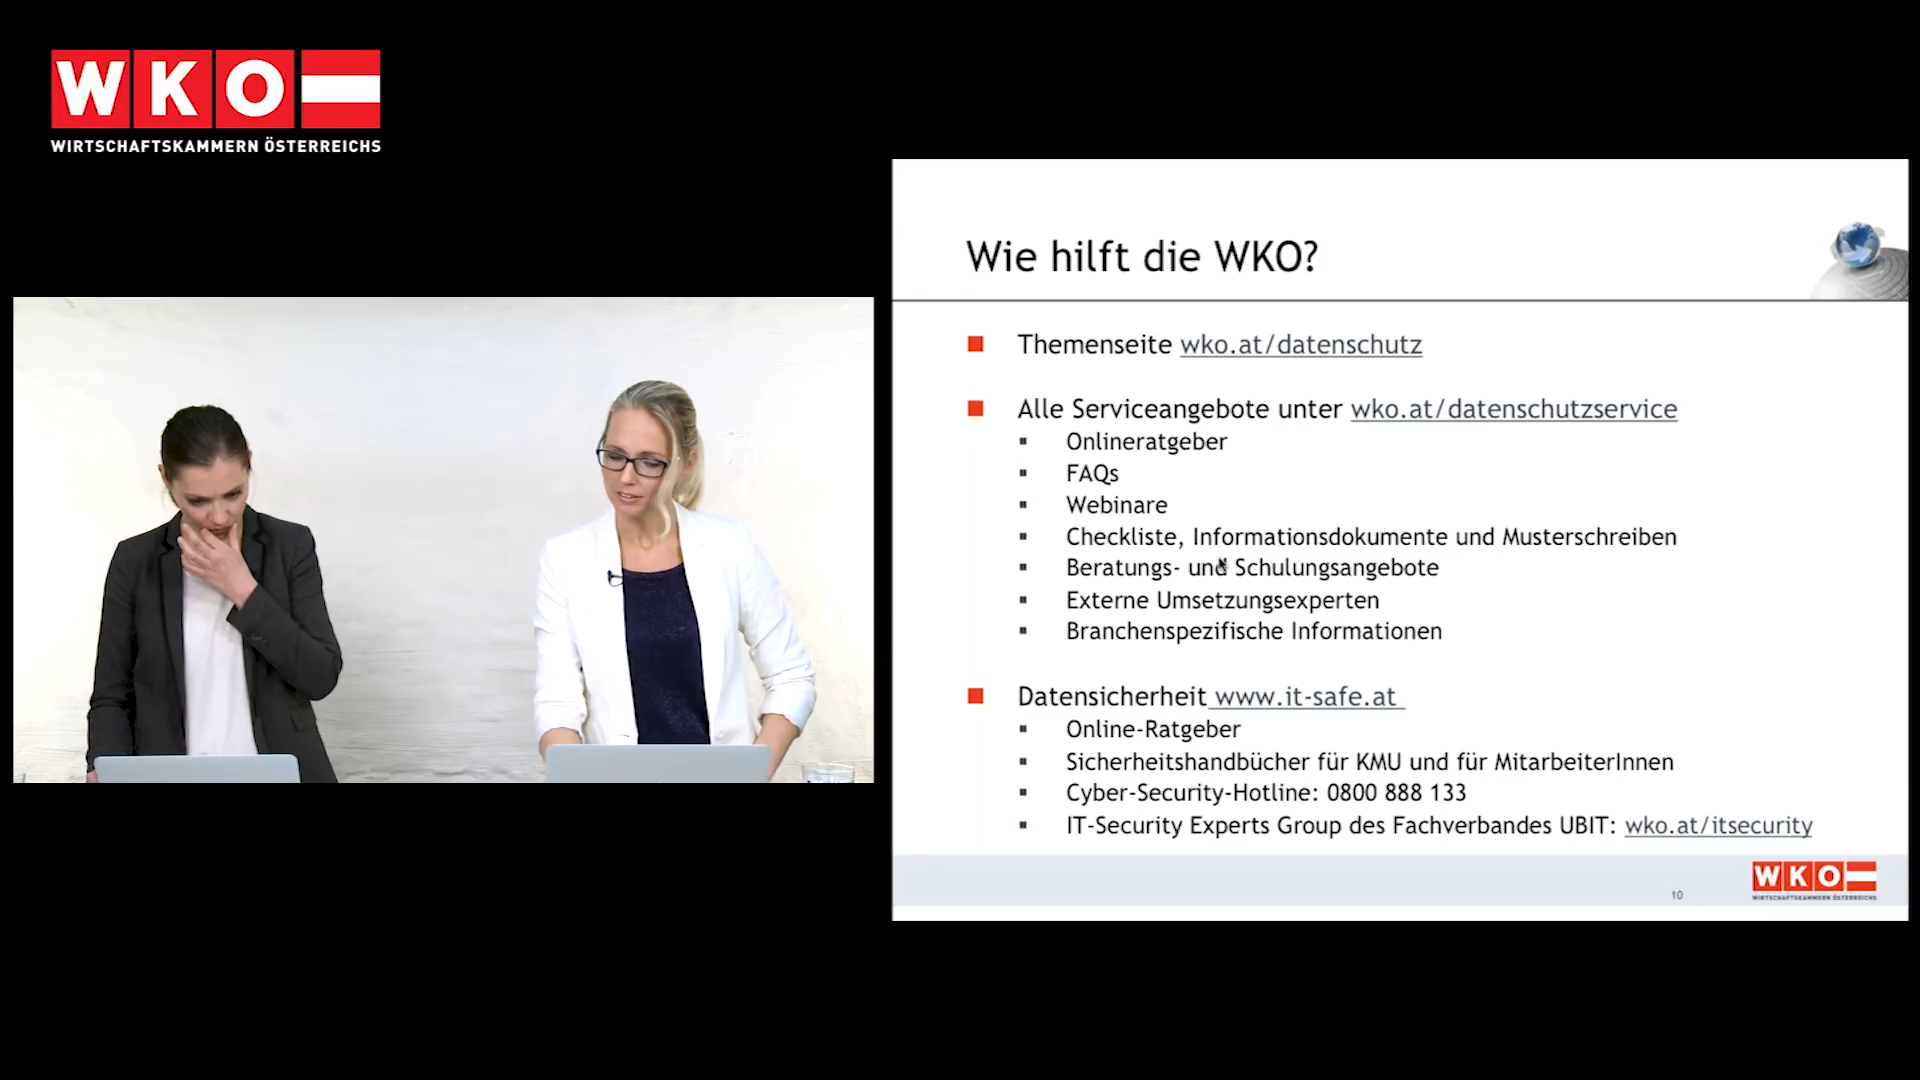 WKO
WIRTSCHAFTSKAMMERN ÖSTERREICHS
Wie hilft die WKO?
Themenseite wko.at/datenschutz
Alle Serviceangebote unter wko.at/datenschutzservice
Onlineratgeber
FAQs
Webinare
Checkliste, Informationsdokumente und Musterschreiben
Beratungs- und Schulungsangebote
Externe Umsetzungsexperten
Branchenspezifische Informationen
Datensicherheit www.it-safe.at
Online-Ratgeber
Sicherheitshandbücher für KMU und für MitarbeiterInnen
Cyber-Security-Hotline: 0800 888 133
IT-Security Experts Group des Fachverbandes UBIT: wko.at/itsecurity
10
WKO
WIRTSCHAFTSKAMMERN ÖSTERREICHS